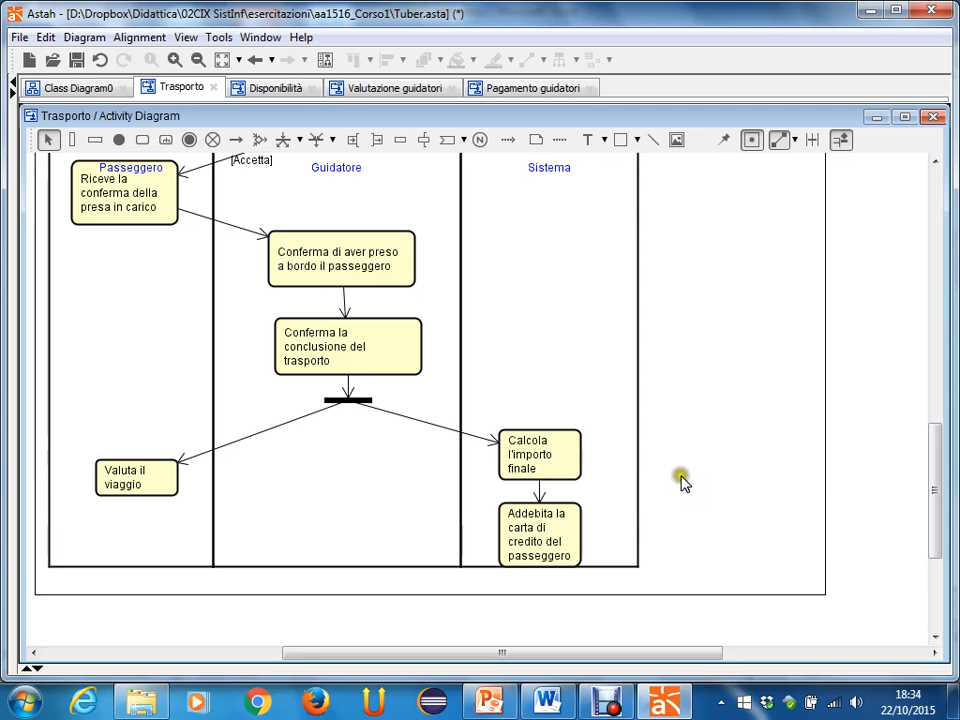 Astah - [D:\Dropbox\Didattica\02CIX SistInf\esercitazioni\aa1516_Corso1\Tuber.asta] (*)
File Edit Diagram Alignment View Tools Window Help
Class Diagram0 Trasporto Disponibilità Valutazione guidatori Pagamento guidatori
Trasporto / Activity Diagram
N T
[Accetta]
Passeggero Guidatore Sistema
Riceve la
conferma della
presa in carico
Conferma di aver preso
a bordo il passeggero
Conferma la
conclusione del
trasporto
Calcola
l'importo
finale
Valuta il
viaggio
Addebita la
carta di
credito del
passeggero
18:34
22/10/2015